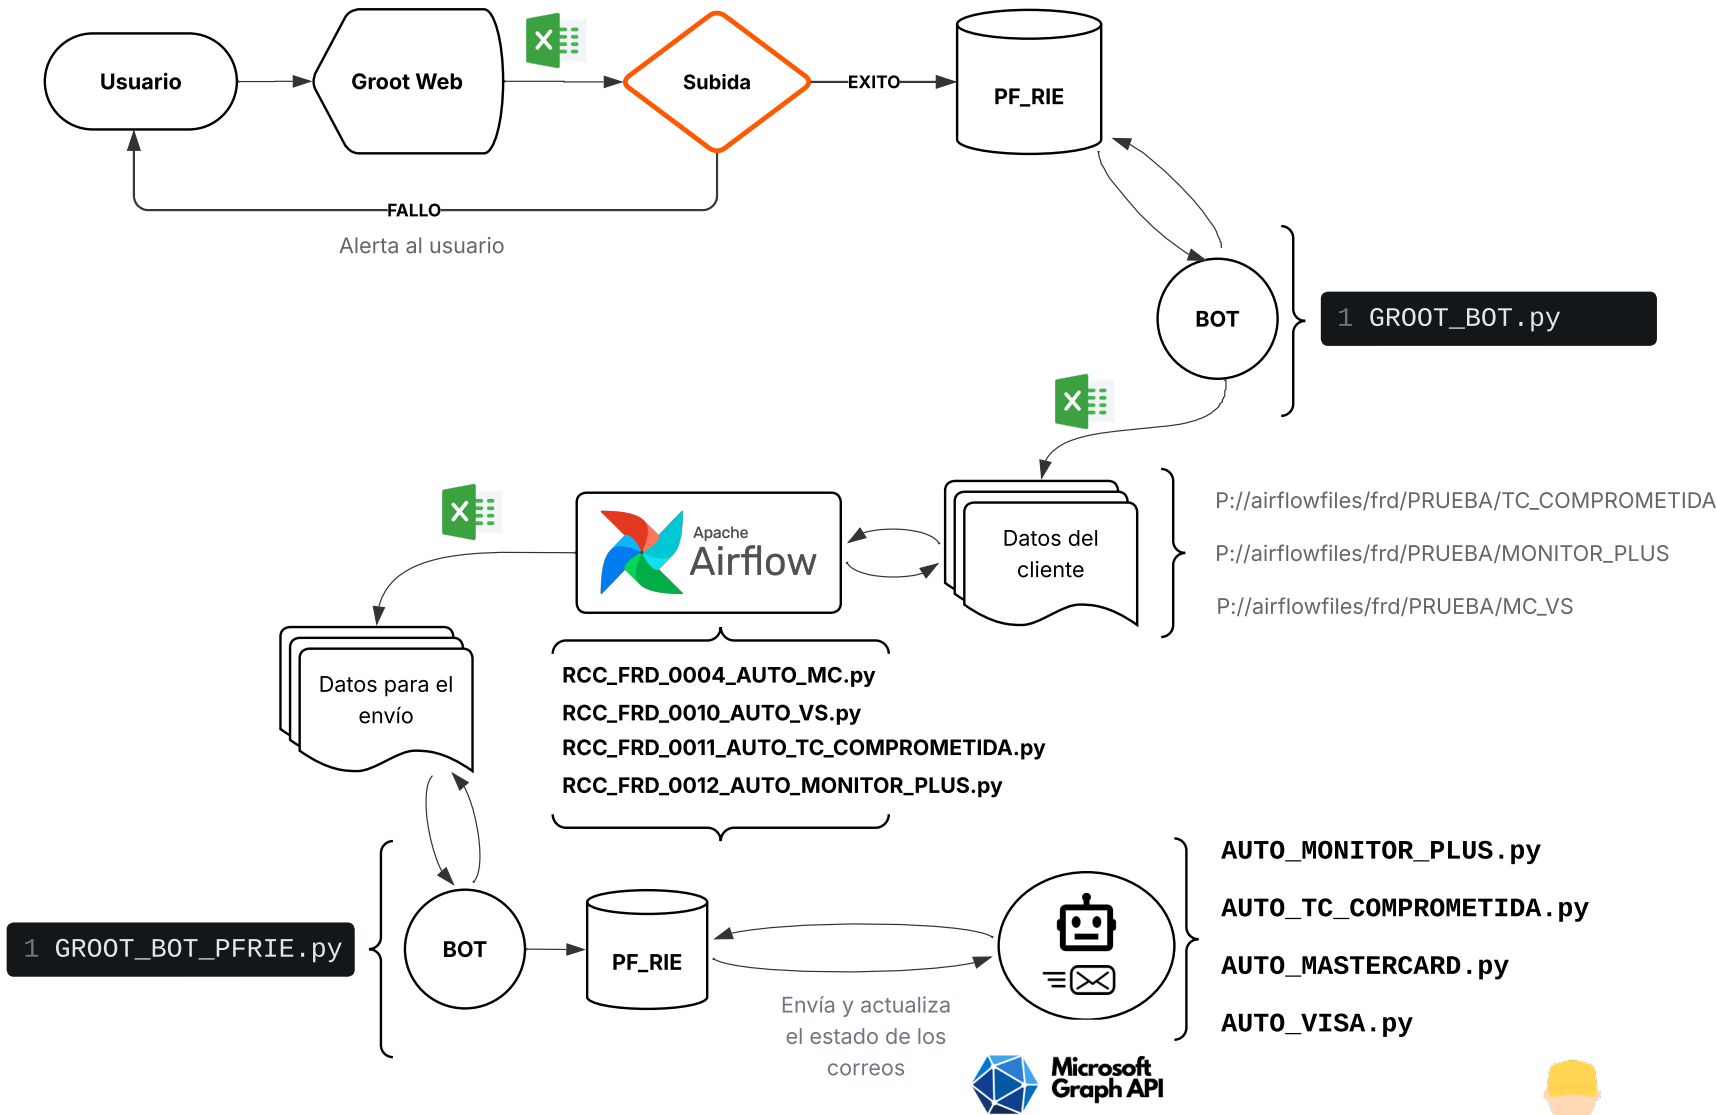 Usuario
Groot Web
Subida
EXITO
PF_RIE
FALLO
Alerta al usuario
BOT
1 GROOT_BOT.py
Datos del
cliente
P://airflowfiles/frd/PRUEBA/TC_COMPROMETIDA
P://airflowfiles/frd/PRUEBA/MONITOR_PLUS
P://airflowfiles/frd/PRUEBA/MC_VS
Apache
Airflow
Datos para el
envío
RCC_FRD_0004_AUTO_MC.py
RCC_FRD_0010_AUTO_VS.py
RCC_FRD_0011_AUTO_TC_COMPROMETIDA.py
RCC_FRD_0012_AUTO_MONITOR_PLUS.py
1 GROOT_BOT_PFRIE.py
BOT
PF_RIE
Envía y actualiza
el estado de los
correos
AUTO_MONITOR_PLUS.py
AUTO_TC_COMPROMETIDA.py
AUTO_MASTERCARD.py
AUTO_VISA.py
Microsoft
Graph API